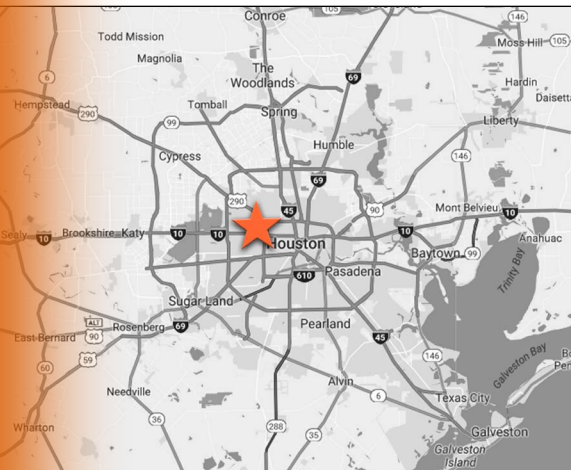 Conroe
105
146
Todd Mission
Moss Hill
105
Magnolia
The
Woodlands
69
6
Hardin
Hempstead
290
Tomball
Daisetta
99
Spring
Liberty
Humble
Cypress
146
69
290
45
90
Mont Belvieu
10
Sealy
10
Brookshire
Katy
10
10
Houston
10
Anahuac
Baytown
99
610
Pasadena
Trinity Bay
Sugar Land
ALT
90
Rosenberg
69
Pearland
East Bernard
45
59
146
Galveston Bay
60
Needville
Alvin
6
Texas City
36
288
35
Wharton
Galveston
Galveston
Island